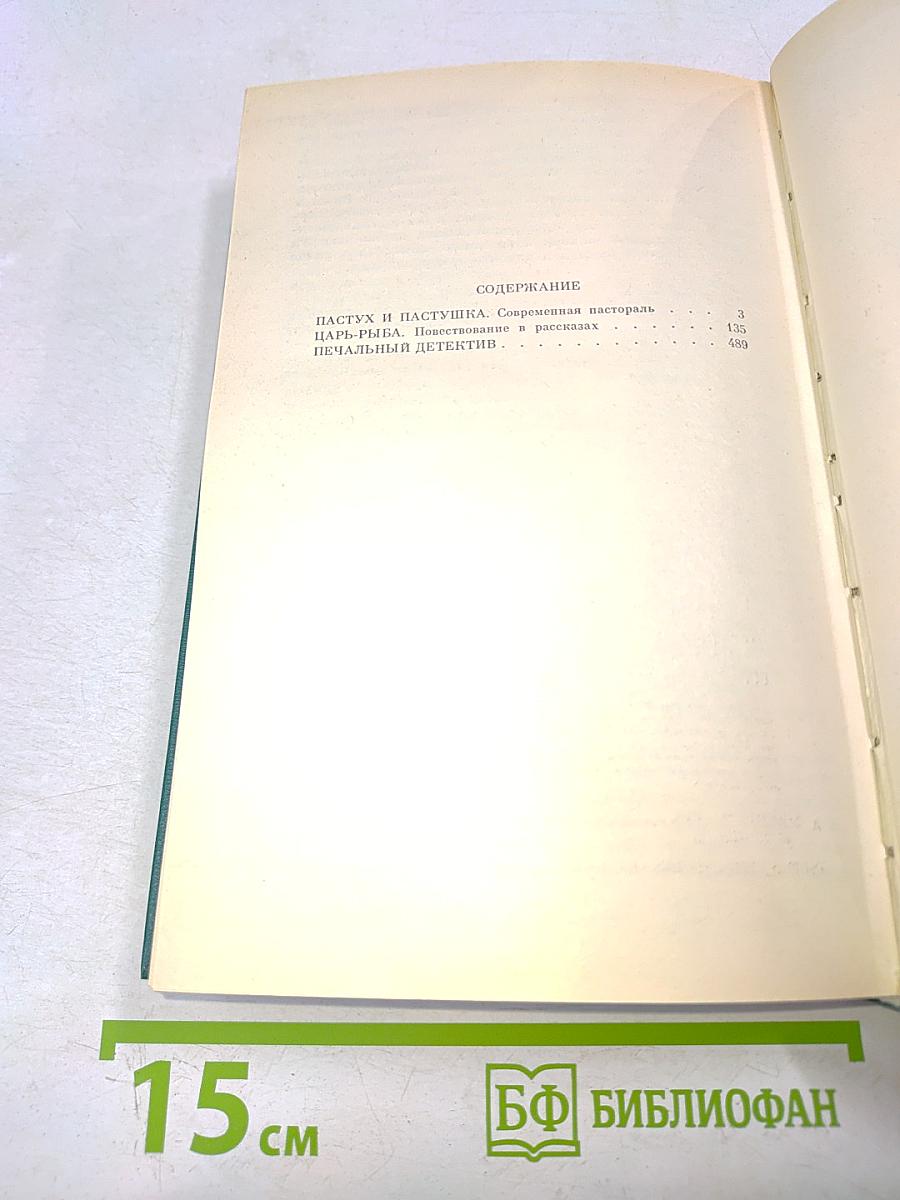 СОДЕРЖАНИЕ
ПАСТУХ И ПАСТУШКА. Современная пастораль . . . 3
ЦАРЬ-РЫБА. Повествование в рассказах . . . . . . 135
ПЕЧАЛЬНЫЙ ДЕТЕКТИВ . . . . . . . . . . . . 489
15 см
БФ БИБЛИОФАН